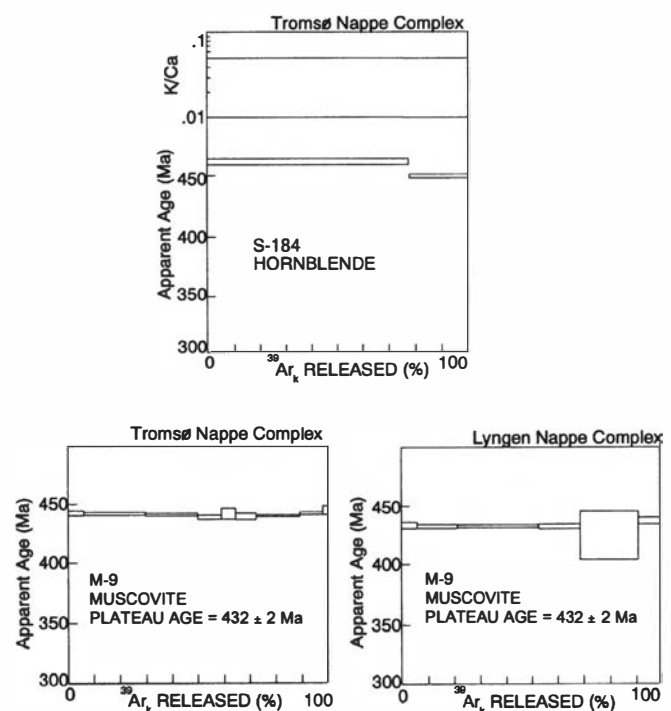 Tromsø Nappe Complex
.1
K/Ca
.01
450
400
350
300
Apparent Age (Ma)
S-184
HORNBLENDE
0
100
³⁹Arₖ RELEASED (%)
Tromsø Nappe Complex
450
400
350
300
Apparent Age (Ma)
M-9
MUSCOVITE
PLATEAU AGE = 432 ± 2 Ma
0
100
³⁹Arₖ RELEASED (%)
Lyngen Nappe Complex
450
400
350
300
Apparent Age (Ma)
M-9
MUSCOVITE
PLATEAU AGE = 432 ± 2 Ma
0
100
³⁹Arₖ RELEASED (%)